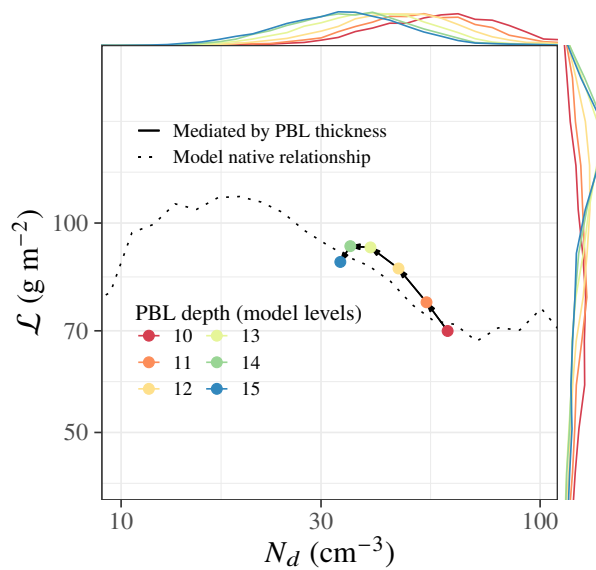 Mediated by PBL thickness
Model native relationship
100
70
50
ℒ (g m⁻²)
PBL depth (model levels)
10 13
11 14
12 15
10 30 100
N_d (cm⁻³)